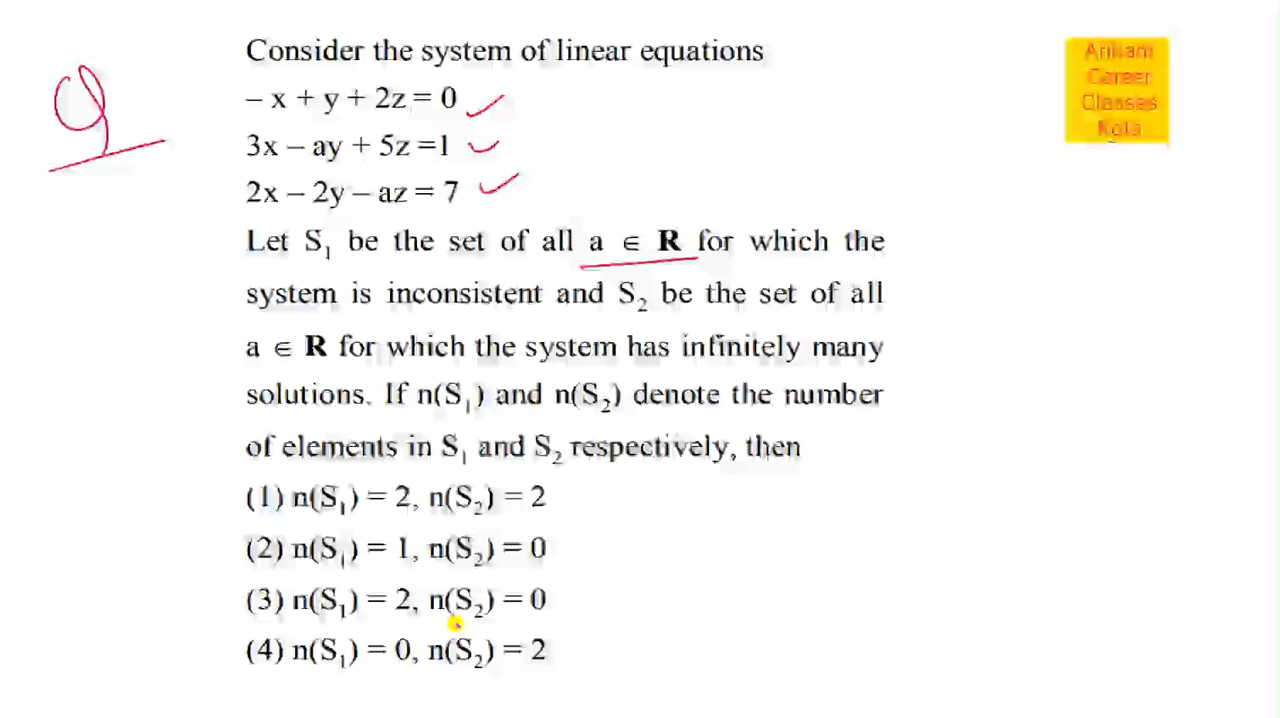 Consider the system of linear equations
– x + y + 2z = 0
3x – ay + 5z =1
2x – 2y – az = 7
Let S₁ be the set of all a ∈ R for which the
system is inconsistent and S₂ be the set of all
a ∈ R for which the system has infinitely many
solutions. If n(S₁) and n(S₂) denote the number
of elements in S₁ and S₂ respectively, then
(1) n(S₁) = 2, n(S₂) = 2
(2) n(S₁) = 1, n(S₂) = 0
(3) n(S₁) = 2, n(S₂) = 0
(4) n(S₁) = 0, n(S₂) = 2
Q
Career
Classes
Kota